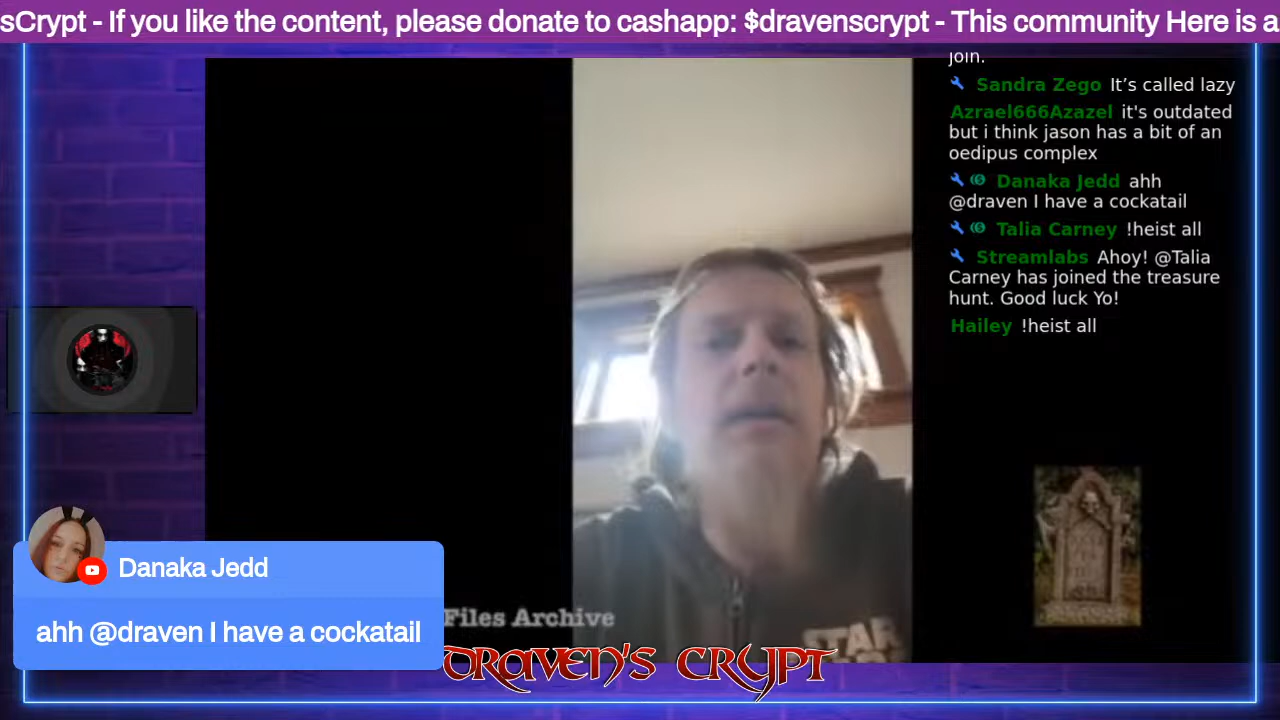 sCrypt - If you like the content, please donate to cashapp: $dravenscrypt - This community Here is a
join.
Sandra Zego It’s called lazy
Azrael666Azazel it's outdated
but i think jason has a bit of an
oedipus complex
Danaka Jedd ahh
@draven I have a cockatail
Talia Carney !heist all
Streamlabs Ahoy! @Talia
Carney has joined the treasure
hunt. Good luck Yo!
Hailey !heist all
Danaka Jedd
ahh @draven I have a cockatail
Files Archive
STAR
DRAVEN'S CRYPT